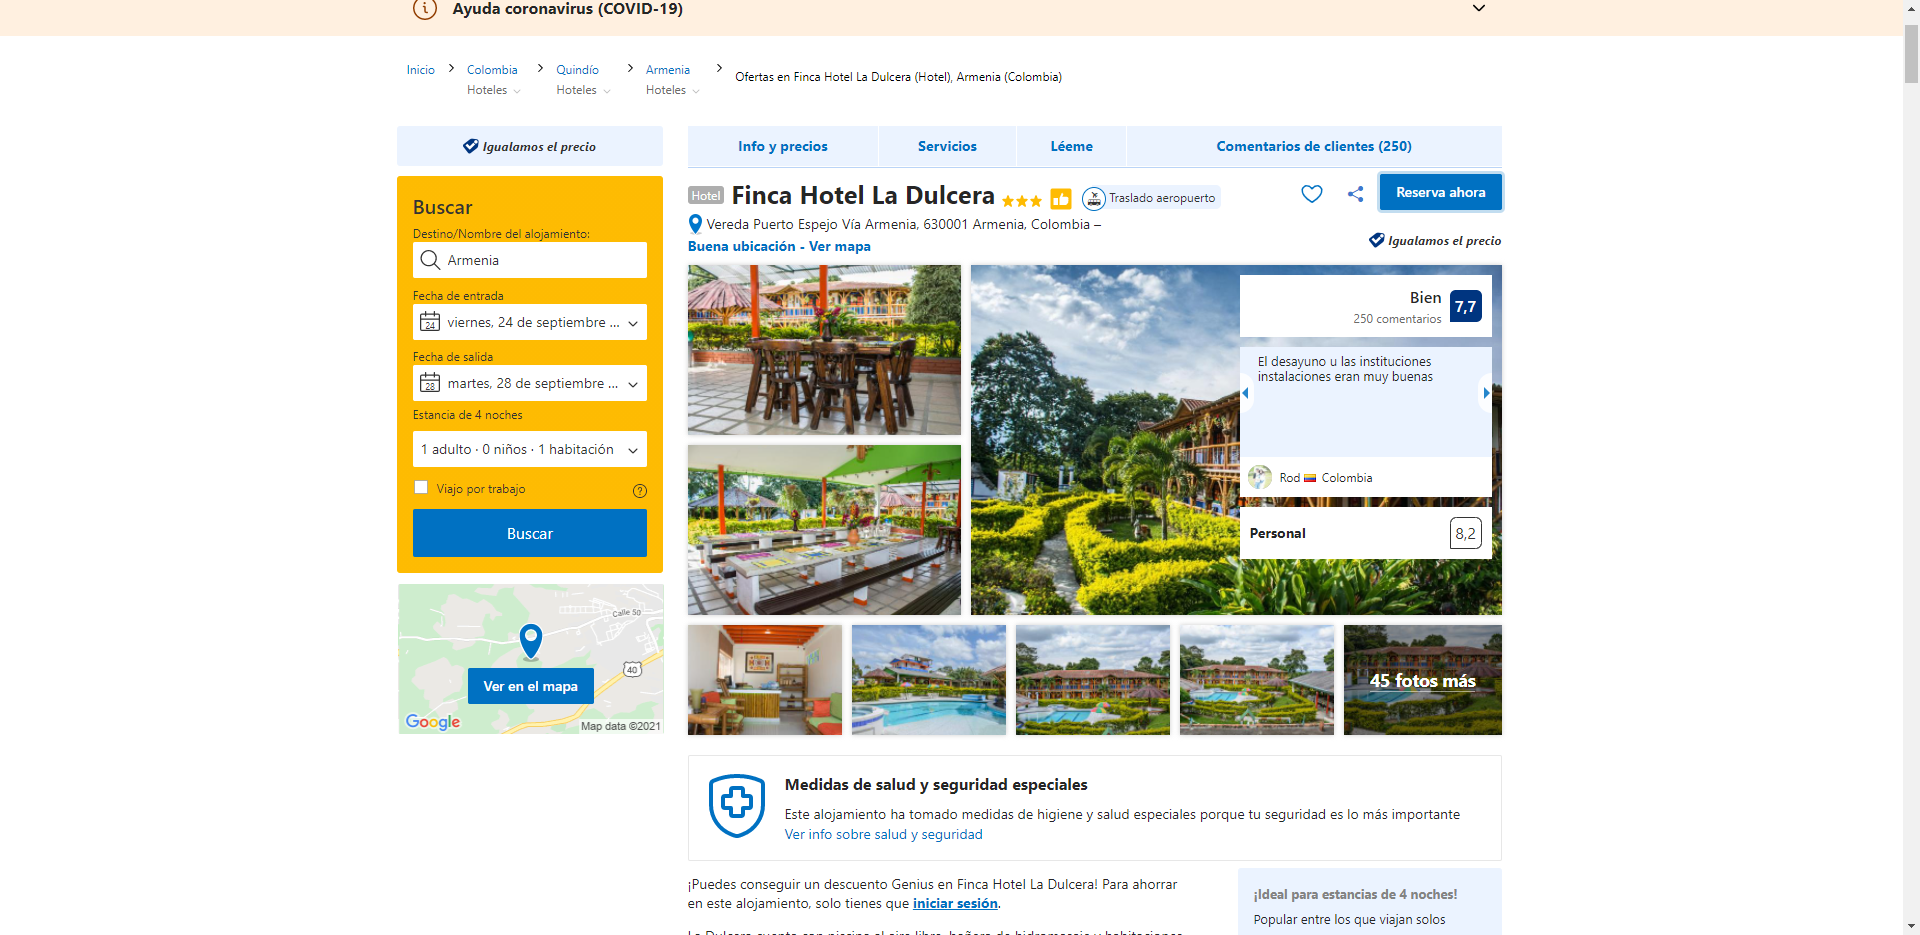 Ayuda coronavirus (COVID-19)
Inicio
Colombia
Hoteles
Quindío
Hoteles
Armenia
Hoteles
Ofertas en Finca Hotel La Dulcera (Hotel), Armenia (Colombia)
Igualamos el precio
Buscar
Destino/Nombre del alojamiento:
Armenia
Fecha de entrada
24
viernes, 24 de septiembre ...
Fecha de salida
28
martes, 28 de septiembre ...
Estancia de 4 noches
1 adulto · 0 niños · 1 habitación
Viajo por trabajo
Buscar
Calle 50
40
Ver en el mapa
Google
Map data ©2021
Info y precios
Servicios
Léeme
Comentarios de clientes (250)
Hotel Finca Hotel La Dulcera
Traslado aeropuerto
Reserva ahora
Vereda Puerto Espejo Vía Armenia, 630001 Armenia, Colombia –
Buena ubicación - Ver mapa
Igualamos el precio
Bien
7,7
250 comentarios
El desayuno u las instituciones
instalaciones eran muy buenas
Rod Colombia
Personal
8,2
45 fotos más
Medidas de salud y seguridad especiales
Este alojamiento ha tomado medidas de higiene y salud especiales porque tu seguridad es lo más importante
Ver info sobre salud y seguridad
¡Puedes conseguir un descuento Genius en Finca Hotel La Dulcera! Para ahorrar
en este alojamiento, solo tienes que iniciar sesión.
¡Ideal para estancias de 4 noches!
Popular entre los que viajan solos